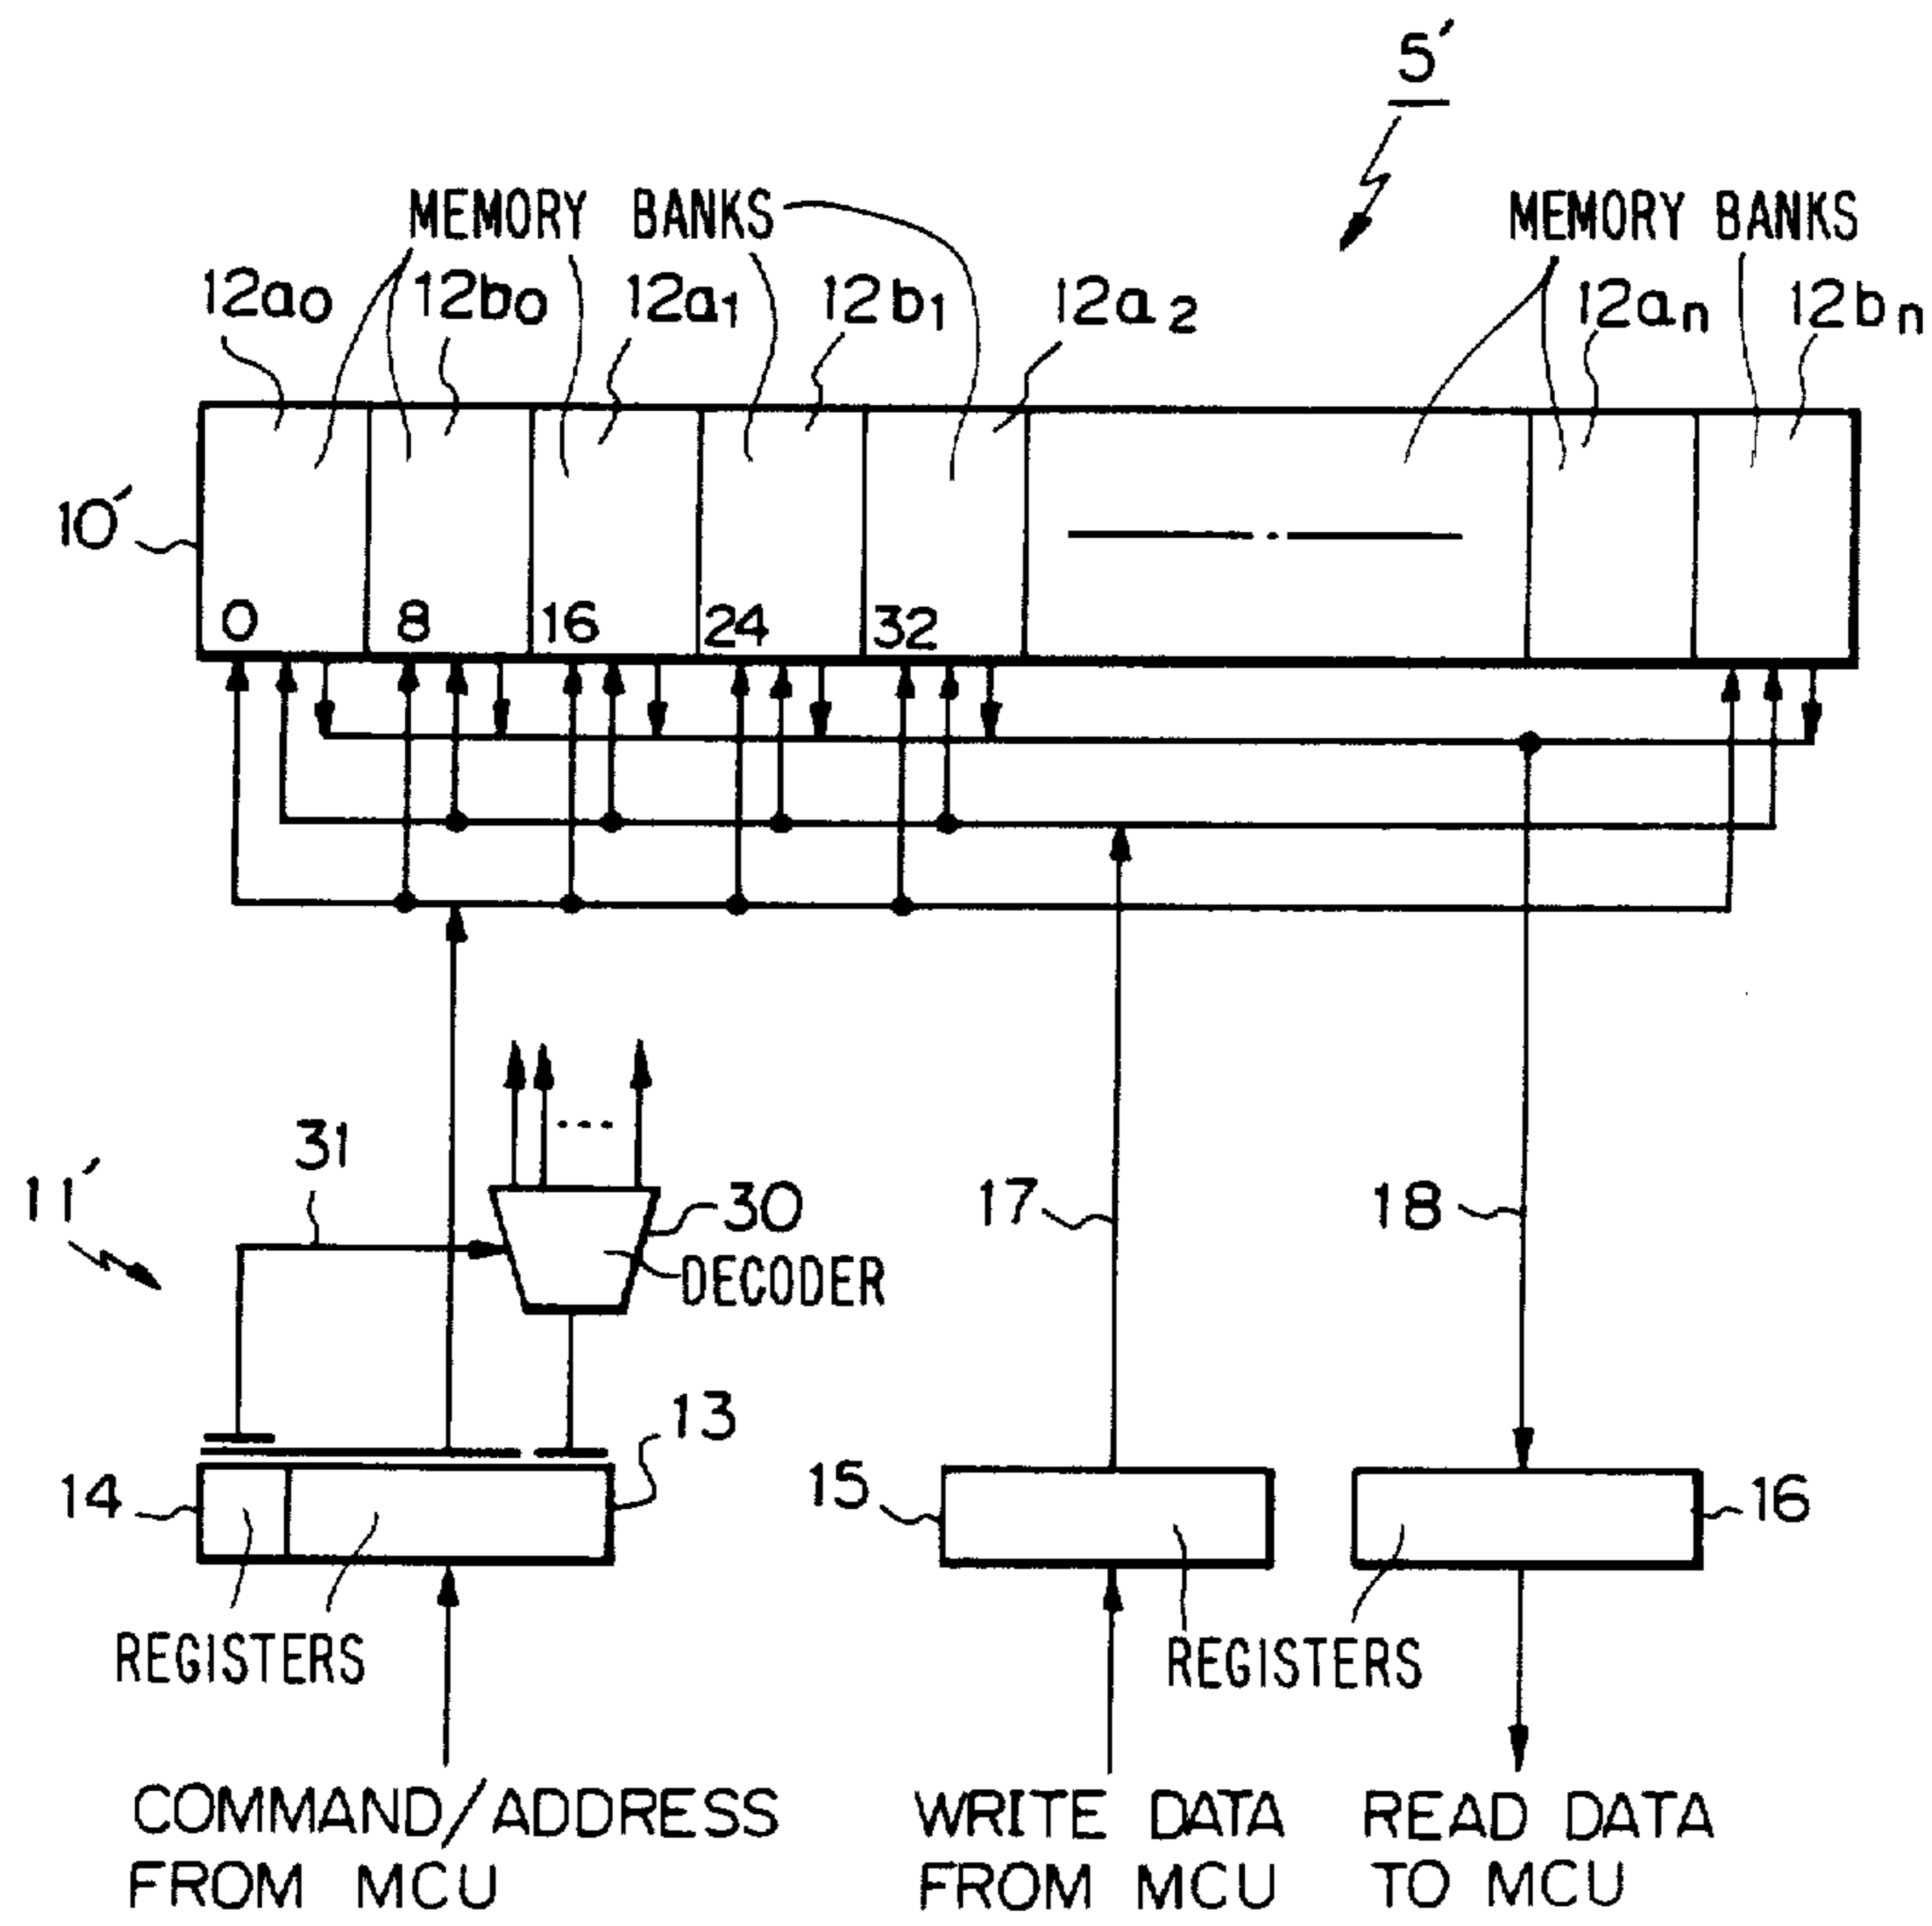 5′
MEMORY BANKS
MEMORY BANKS
12a0
12b0
12a1
12b1
12a2
12an
12bn
10′
0
8
16
24
32
31
11′
30
DECODER
17
18
13
14
15
16
REGISTERS
REGISTERS
COMMAND/ADDRESS
FROM MCU
WRITE DATA
FROM MCU
READ DATA
TO MCU